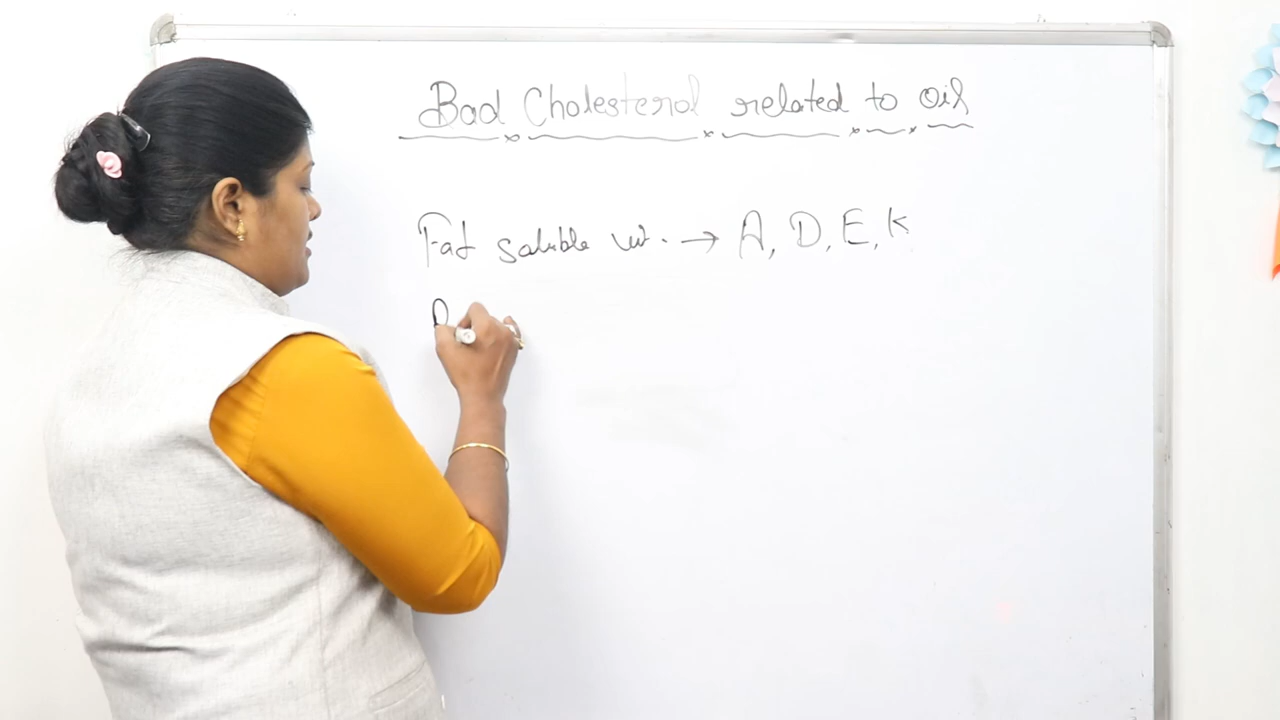 Bad Cholesterol related to Oil
Fat soluble vit. → A, D, E, K